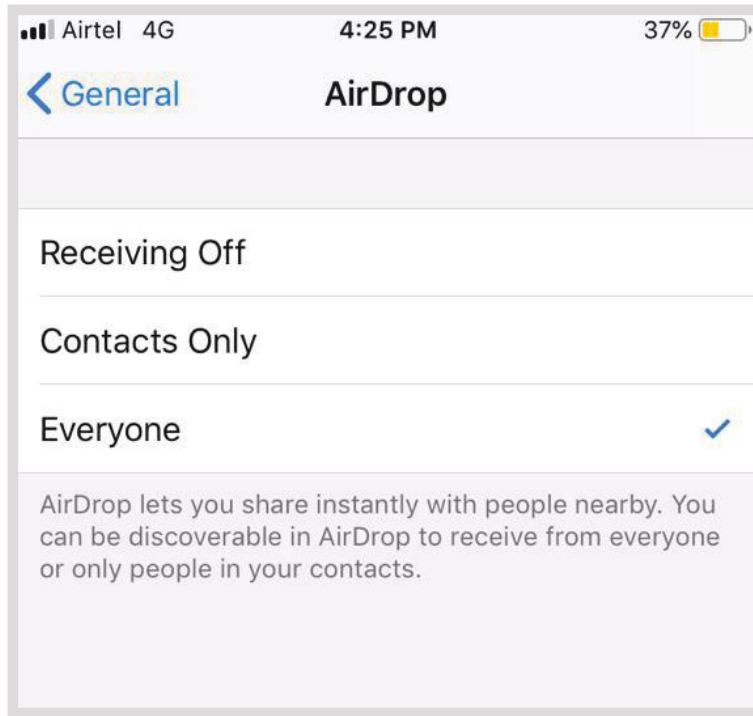 Airtel 4G 4:25 PM 37%
General AirDrop
Receiving Off
Contacts Only
Everyone
AirDrop lets you share instantly with people nearby. You
can be discoverable in AirDrop to receive from everyone
or only people in your contacts.